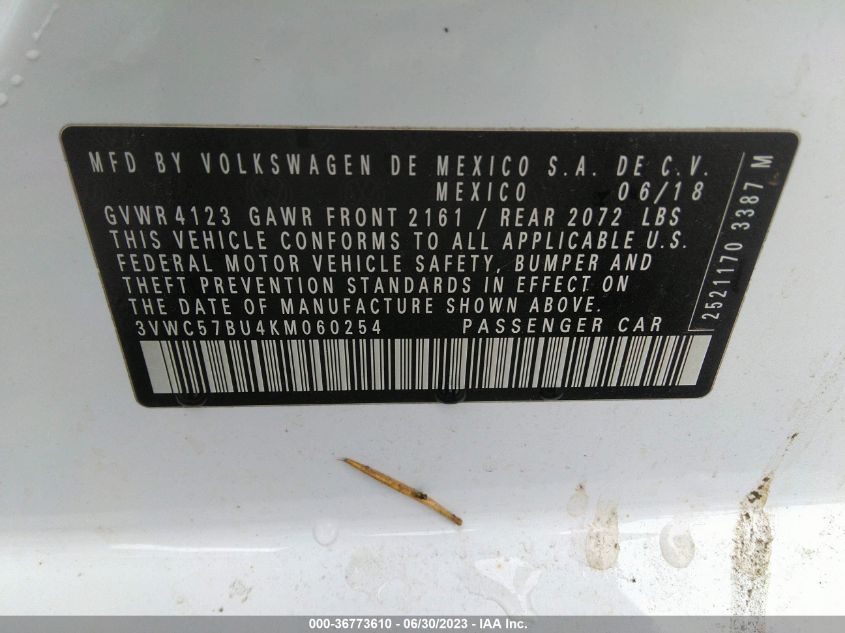 MFD BY VOLKSWAGEN DE MEXICO S.A. DE C.V.
MEXICO 06/18
GVWR 4123 GAWR FRONT 2161 / REAR 2072 LBS
THIS VEHICLE CONFORMS TO ALL APPLICABLE U.S.
FEDERAL MOTOR VEHICLE SAFETY, BUMPER AND
THEFT PREVENTION STANDARDS IN EFFECT ON
THE DATE OF MANUFACTURE SHOWN ABOVE.
3VWC57BU4KM060254 PASSENGER CAR
2521170 3387 M
000-36773610 - 06/30/2023 - IAA Inc.